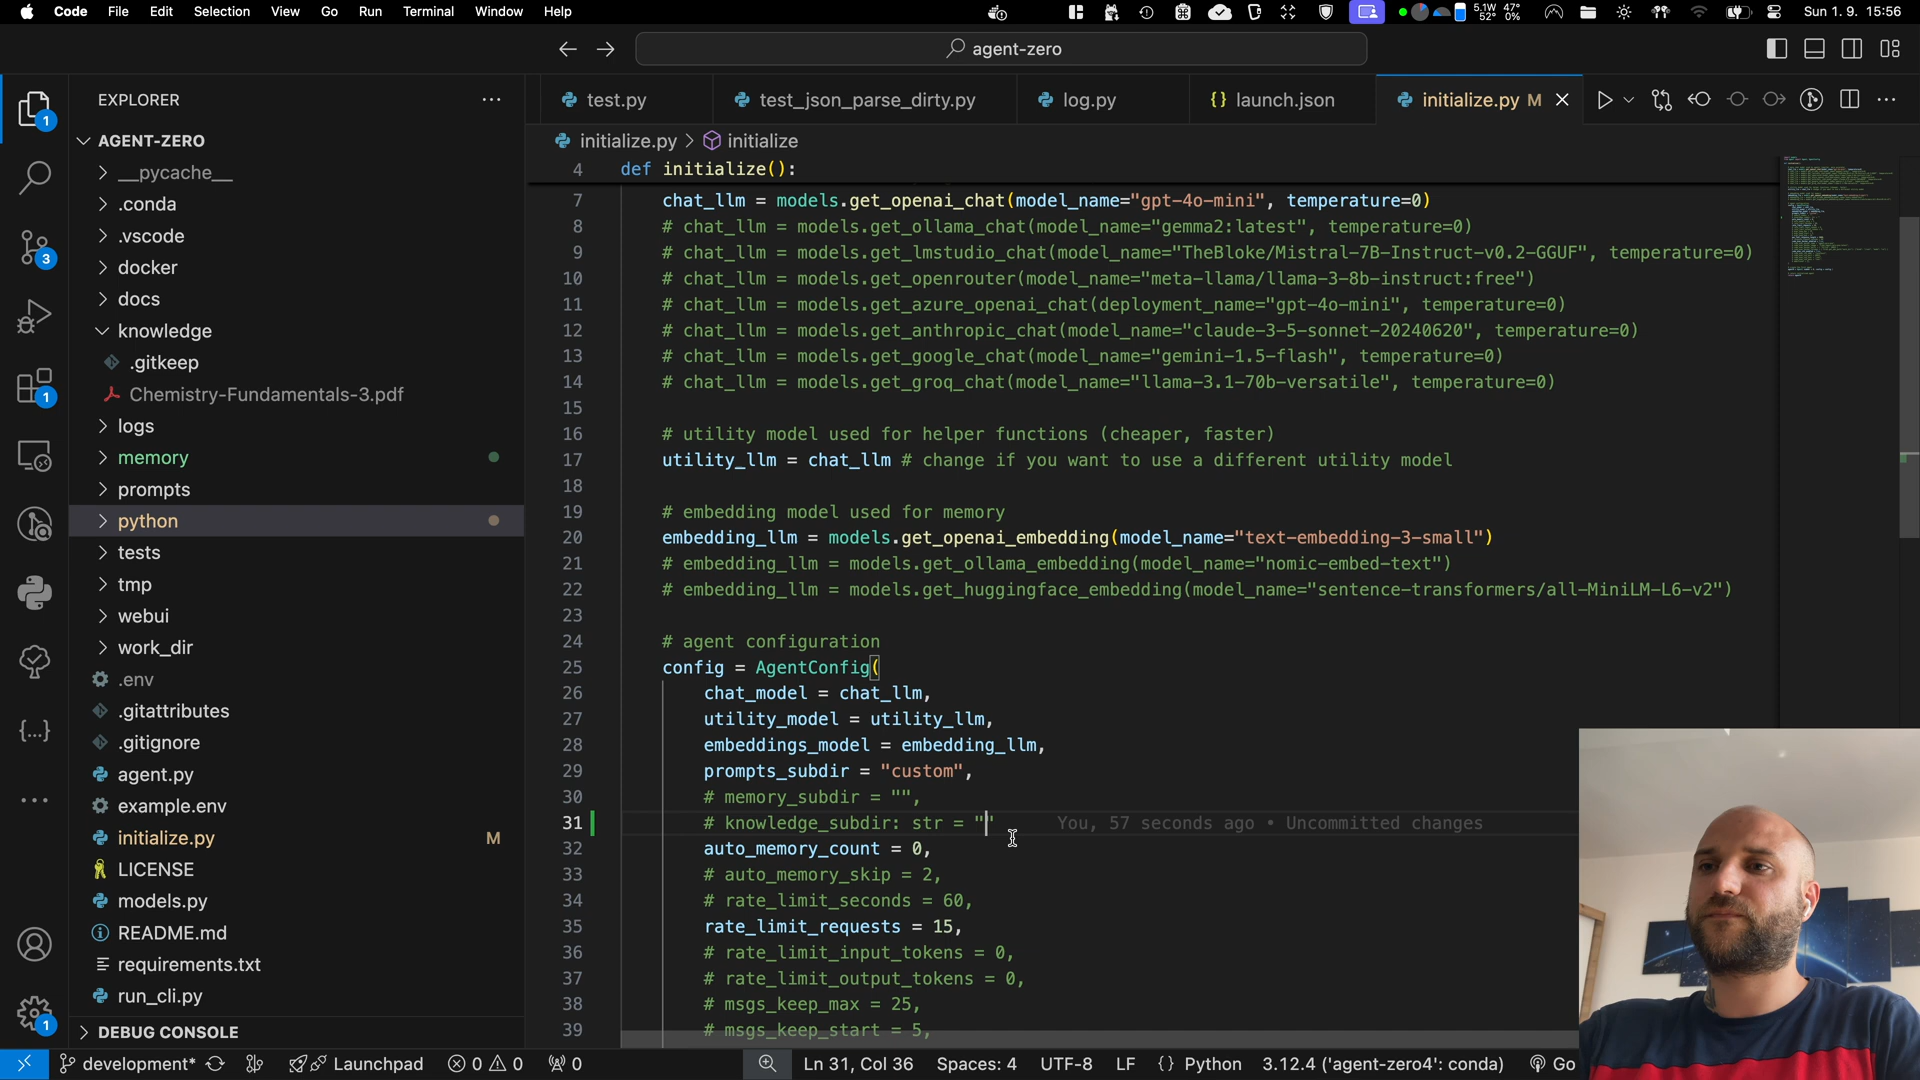 Code File Edit Selection View Go Run Terminal Window Help
5.1W 52° 47° 0% Sun 1. 9. 15:56
agent-zero
EXPLORER
test.py
test_json_parse_dirty.py
log.py
{} launch.json
initialize.py M
initialize.py > initialize
AGENT-ZERO
__pycache__
.conda
.vscode
docker
docs
knowledge
.gitkeep
Chemistry-Fundamentals-3.pdf
logs
memory
prompts
python
tests
tmp
webui
work_dir
.env
.gitattributes
.gitignore
agent.py
example.env
initialize.py M
LICENSE
models.py
README.md
requirements.txt
run_cli.py
DEBUG CONSOLE
1
3
1
1
4 def initialize():
7 chat_llm = models.get_openai_chat(model_name="gpt-4o-mini", temperature=0)
8 # chat_llm = models.get_ollama_chat(model_name="gemma2:latest", temperature=0)
9 # chat_llm = models.get_lmstudio_chat(model_name="TheBloke/Mistral-7B-Instruct-v0.2-GGUF", temperature=0)
10 # chat_llm = models.get_openrouter(model_name="meta-llama/llama-3-8b-instruct:free")
11 # chat_llm = models.get_azure_openai_chat(deployment_name="gpt-4o-mini", temperature=0)
12 # chat_llm = models.get_anthropic_chat(model_name="claude-3-5-sonnet-20240620", temperature=0)
13 # chat_llm = models.get_google_chat(model_name="gemini-1.5-flash", temperature=0)
14 # chat_llm = models.get_groq_chat(model_name="llama-3.1-70b-versatile", temperature=0)
15
16 # utility model used for helper functions (cheaper, faster)
17 utility_llm = chat_llm # change if you want to use a different utility model
18
19 # embedding model used for memory
20 embedding_llm = models.get_openai_embedding(model_name="text-embedding-3-small")
21 # embedding_llm = models.get_ollama_embedding(model_name="nomic-embed-text")
22 # embedding_llm = models.get_huggingface_embedding(model_name="sentence-transformers/all-MiniLM-L6-v2")
23
24 # agent configuration
25 config = AgentConfig(
26 chat_model = chat_llm,
27 utility_model = utility_llm,
28 embeddings_model = embedding_llm,
29 prompts_subdir = "custom",
30 # memory_subdir = "",
31 # knowledge_subdir: str = "" You, 57 seconds ago • Uncommitted changes
32 auto_memory_count = 0,
33 # auto_memory_skip = 2,
34 # rate_limit_seconds = 60,
35 rate_limit_requests = 15,
36 # rate_limit_input_tokens = 0,
37 # rate_limit_output_tokens = 0,
38 # msgs_keep_max = 25,
39 # msgs_keep_start = 5,
development* Launchpad 0 0 0 Ln 31, Col 36 Spaces: 4 UTF-8 LF {} Python 3.12.4 ('agent-zero4': conda) Go